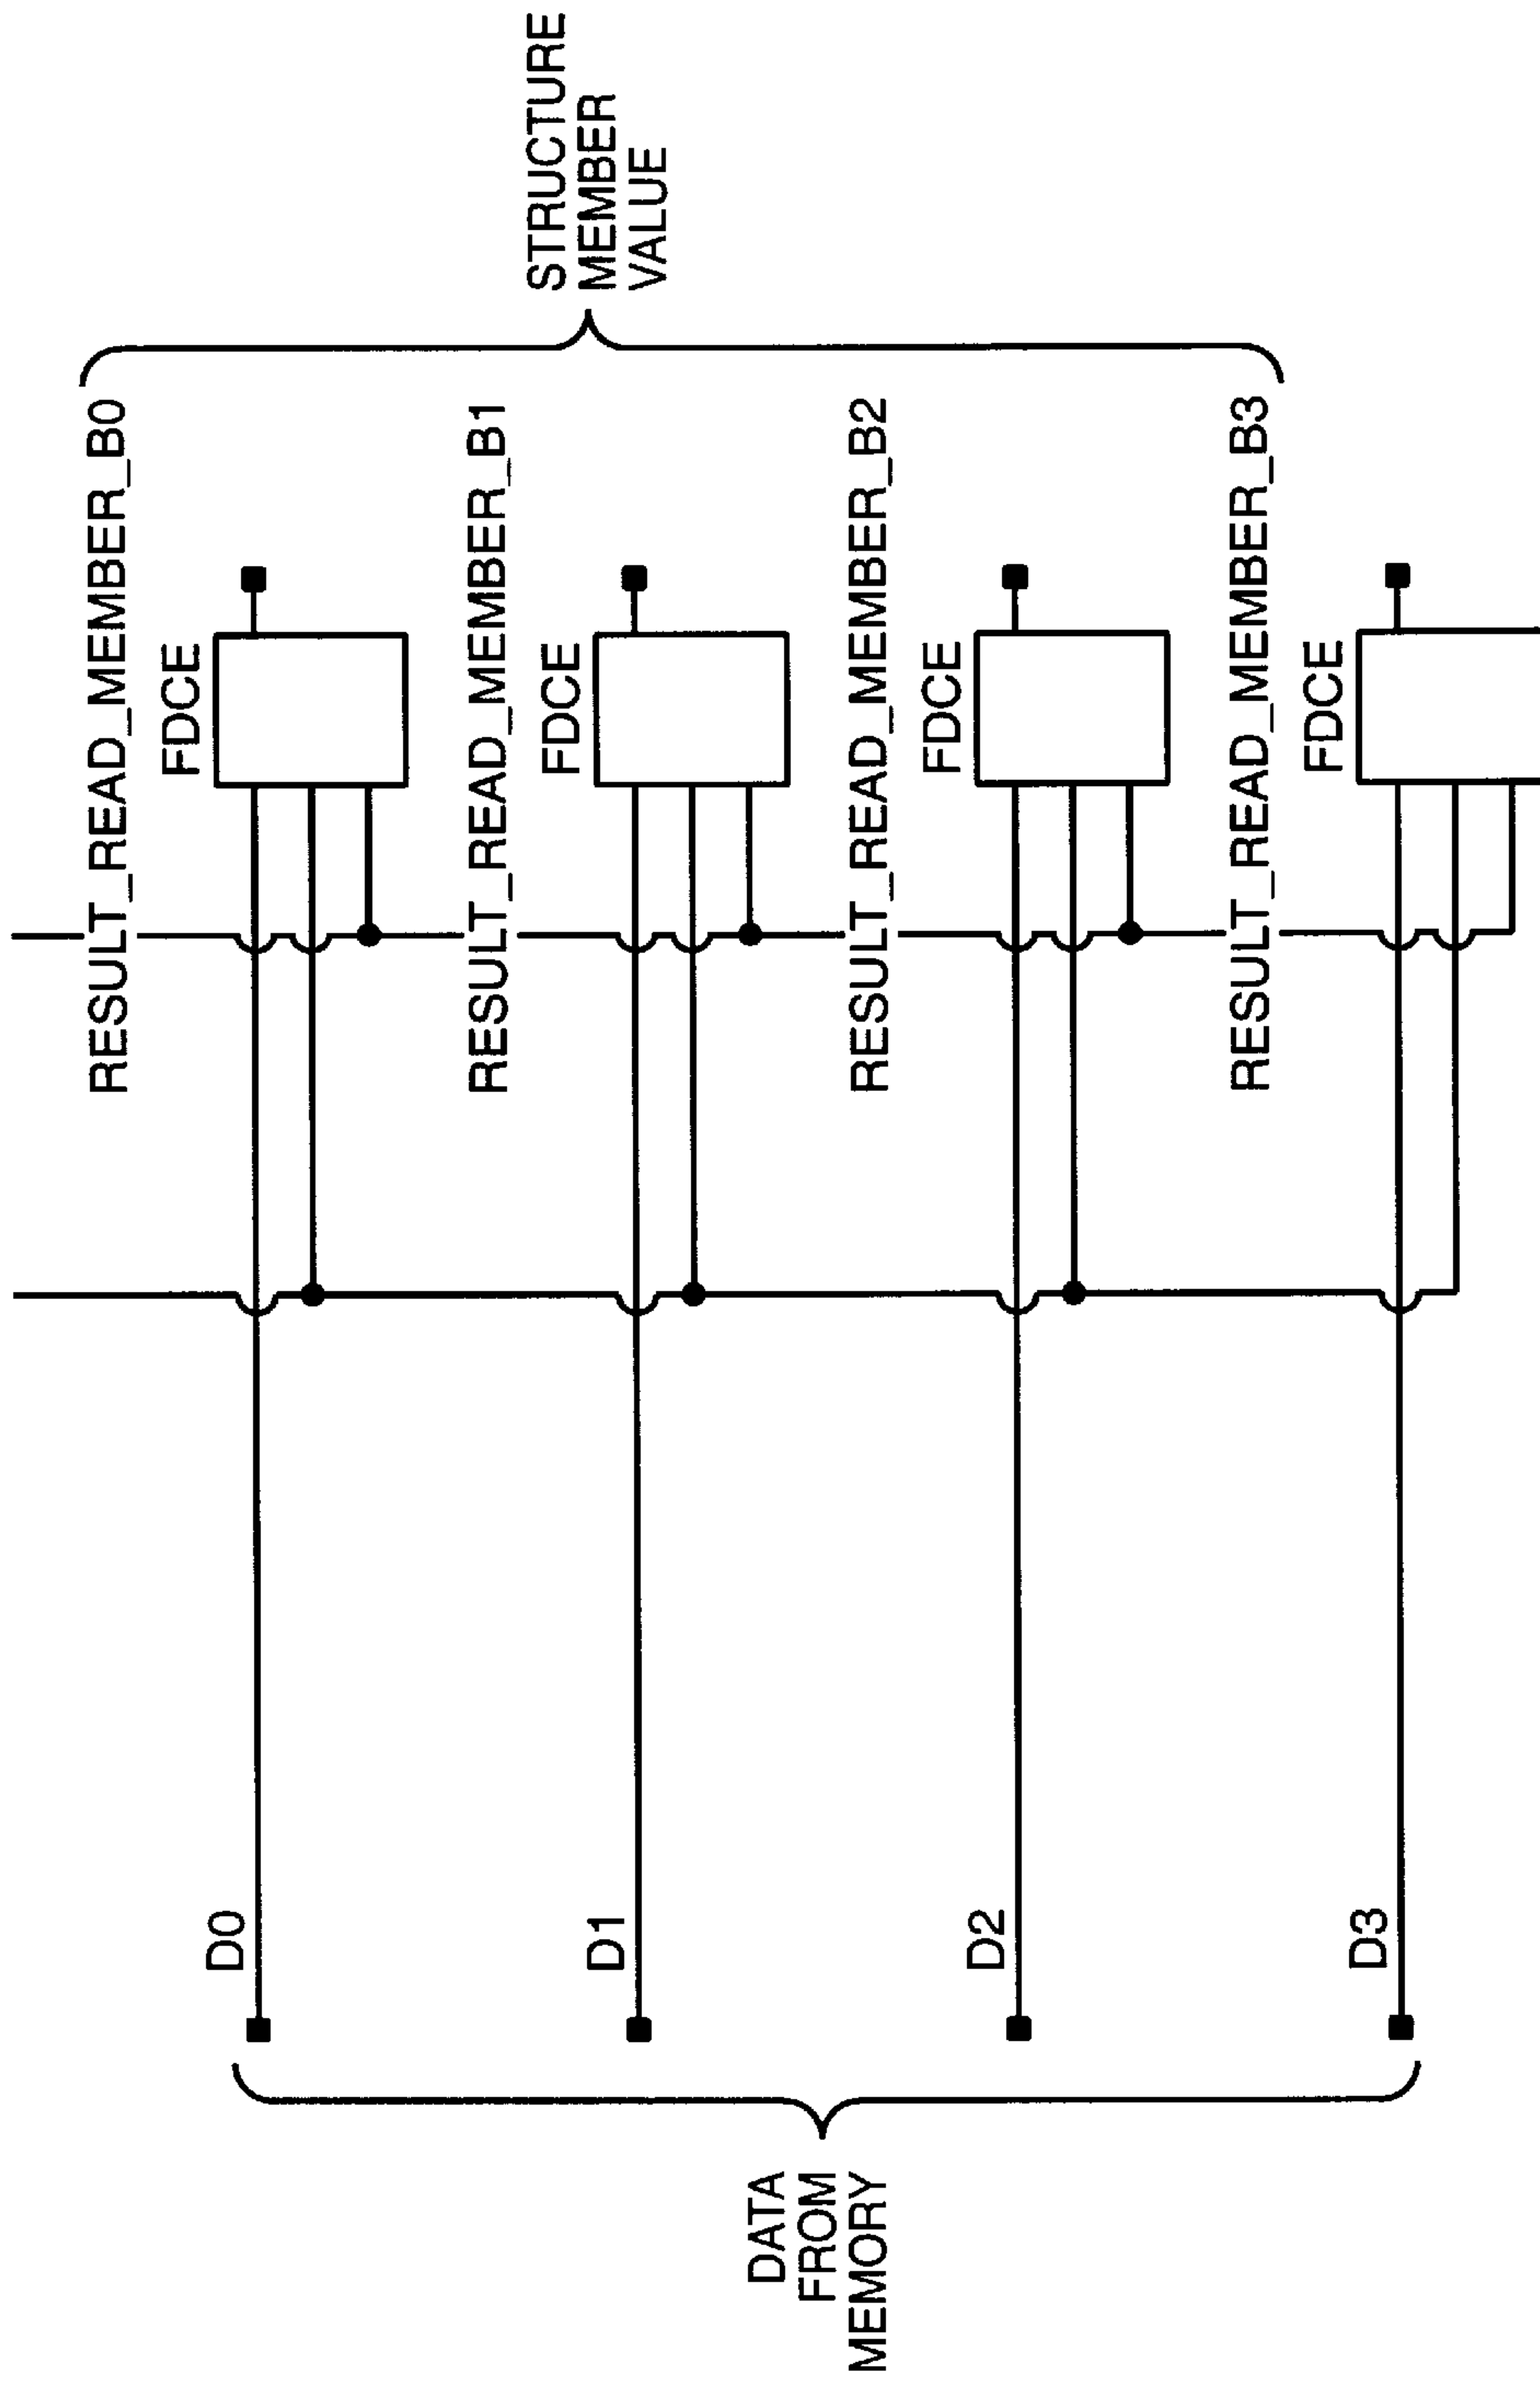 RESULT_READ_MEMBER_B0
FDCE
D0
RESULT_READ_MEMBER_B1
FDCE
D1
STRUCTURE
MEMBER
VALUE
DATA
FROM
MEMORY
RESULT_READ_MEMBER_B2
FDCE
D2
RESULT_READ_MEMBER_B3
FDCE
D3